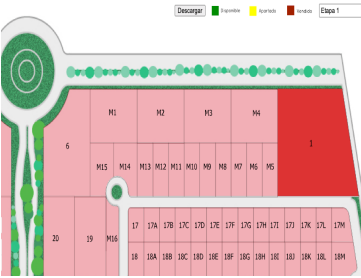 Descargar Disponible Apartado Vendido Etapa 1
M1 M2 M3 M4
6 1
M15 M14 M13 M12 M11 M10 M9 M8 M7 M6 M5
20 19 M16
17 17A 17B 17C 17D 17E 17F 17G 17H 17I 17J 17K 17L 17M
18 18A 18B 18C 18D 18E 18F 18G 18H 18I 18J 18K 18L 18M